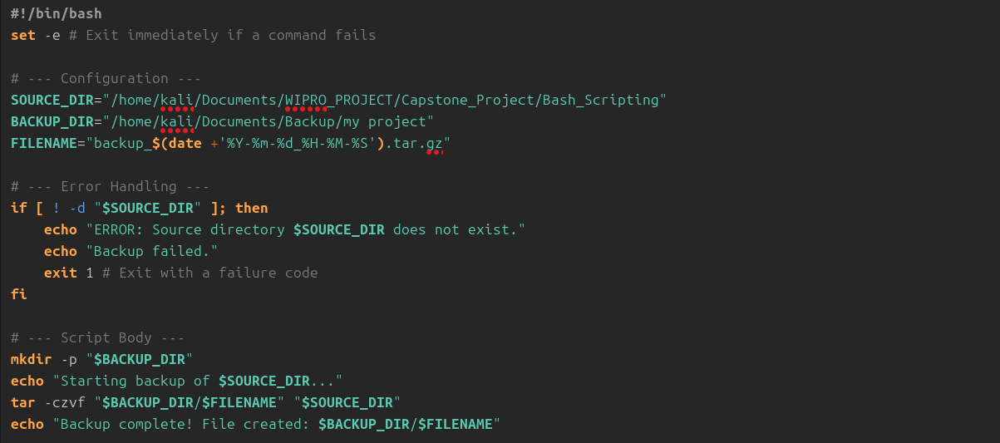 #!/bin/bash
set -e # Exit immediately if a command fails

# --- Configuration ---
SOURCE_DIR="/home/kali/Documents/WIPRO_PROJECT/Capstone_Project/Bash_Scripting"
BACKUP_DIR="/home/kali/Documents/Backup/my project"
FILENAME="backup_$(date +'%Y-%m-%d_%H-%M-%S').tar.gz"

# --- Error Handling ---
if [ ! -d "$SOURCE_DIR" ]; then
    echo "ERROR: Source directory $SOURCE_DIR does not exist."
    echo "Backup failed."
    exit 1 # Exit with a failure code
fi

# --- Script Body ---
mkdir -p "$BACKUP_DIR"
echo "Starting backup of $SOURCE_DIR..."
tar -czvf "$BACKUP_DIR/$FILENAME" "$SOURCE_DIR"
echo "Backup complete! File created: $BACKUP_DIR/$FILENAME"